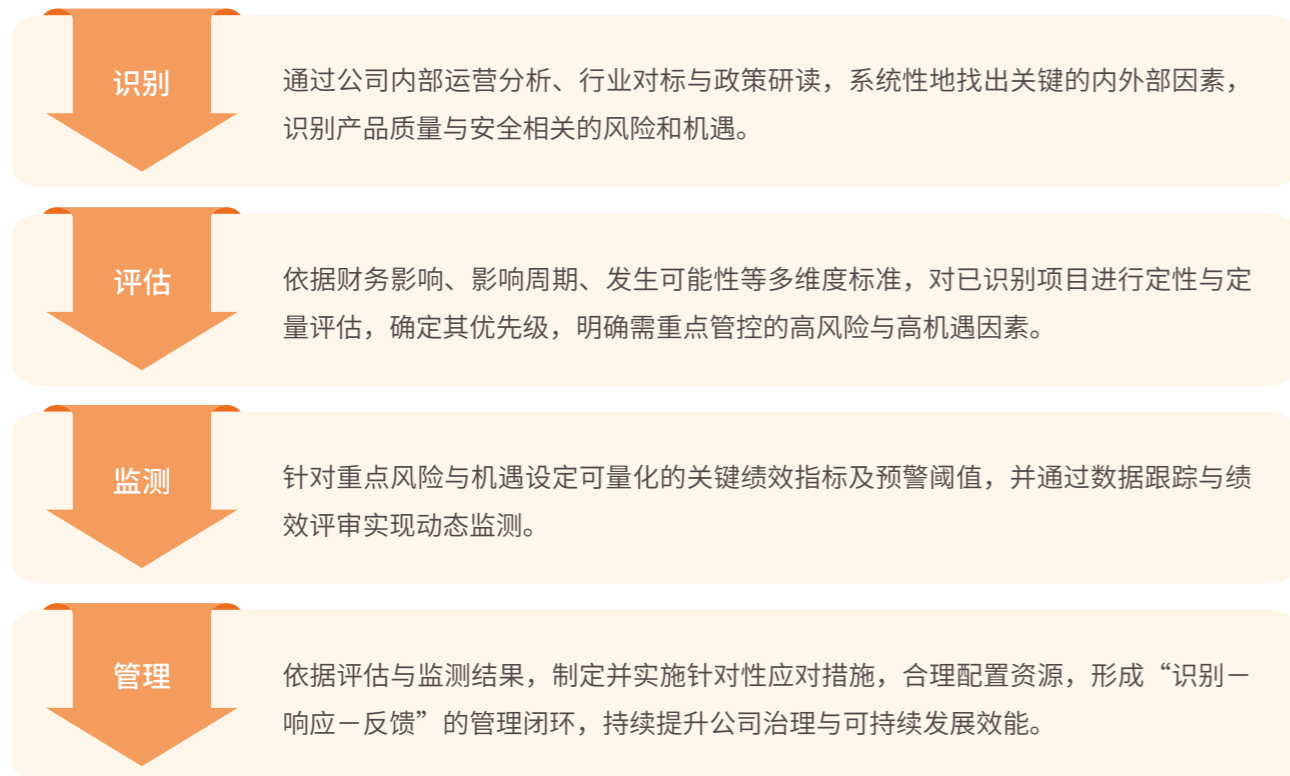 识别
通过公司内部运营分析、行业对标与政策研读，系统性地找出关键的内外部因素，
识别产品质量与安全相关的风险和机遇。
评估
依据财务影响、影响周期、发生可能性等多维度标准，对已识别项目进行定性与定
量评估，确定其优先级，明确需重点管控的高风险与高机遇因素。
监测
针对重点风险与机遇设定可量化的关键绩效指标及预警阈值，并通过数据跟踪与绩
效评审实现动态监测。
管理
依据评估与监测结果，制定并实施针对性应对措施，合理配置资源，形成“识别－
响应－反馈”的管理闭环，持续提升公司治理与可持续发展效能。